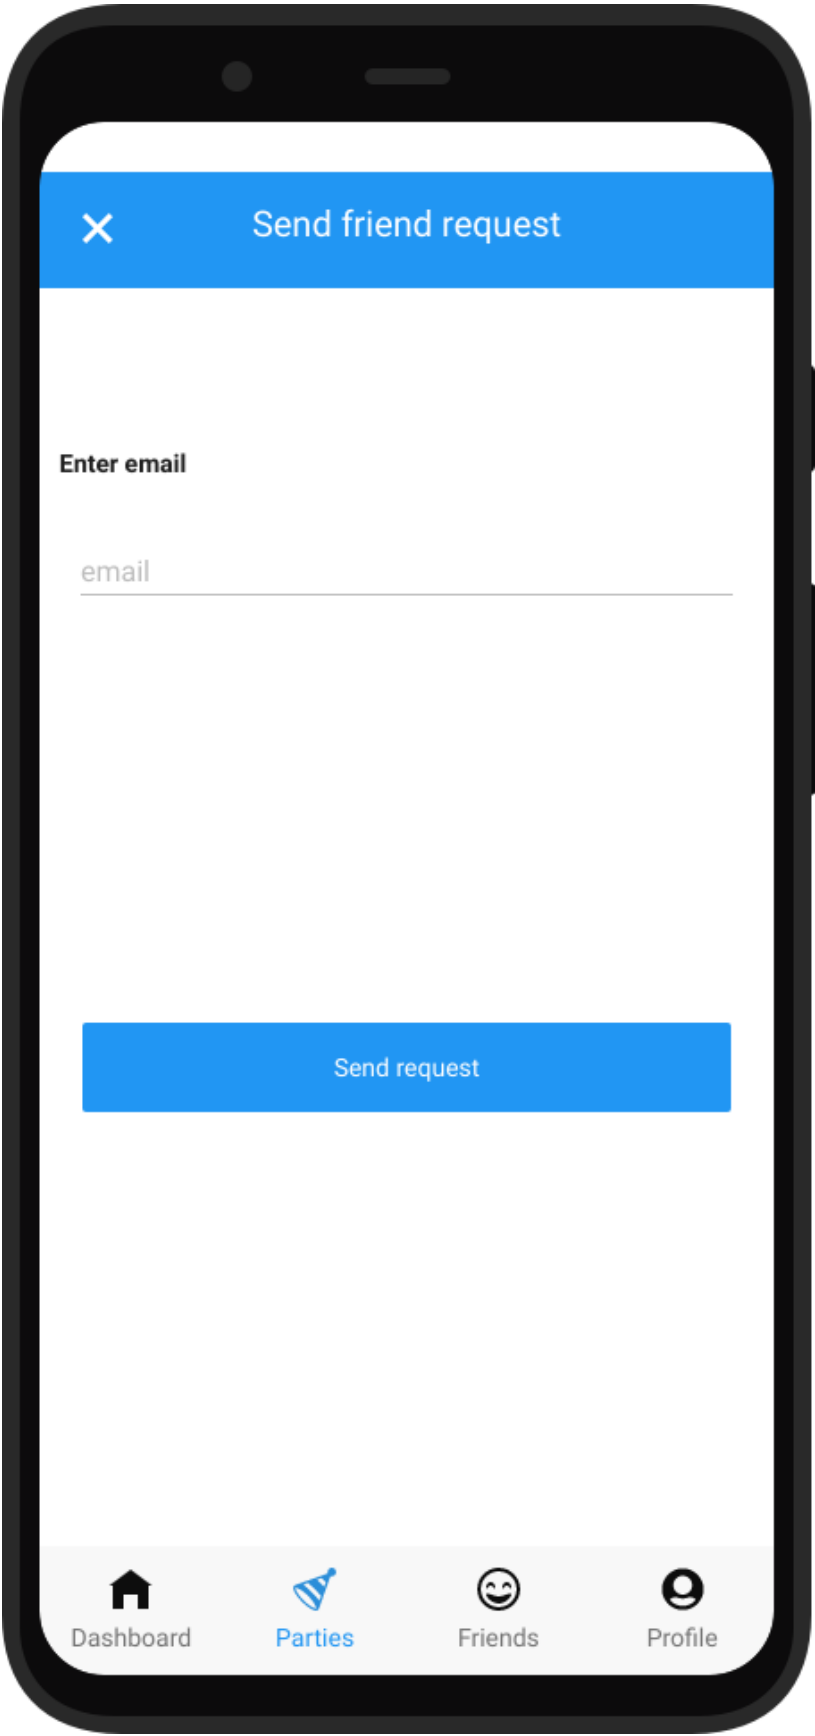 Send friend request
Enter email
email
Send request
Dashboard Parties Friends Profile